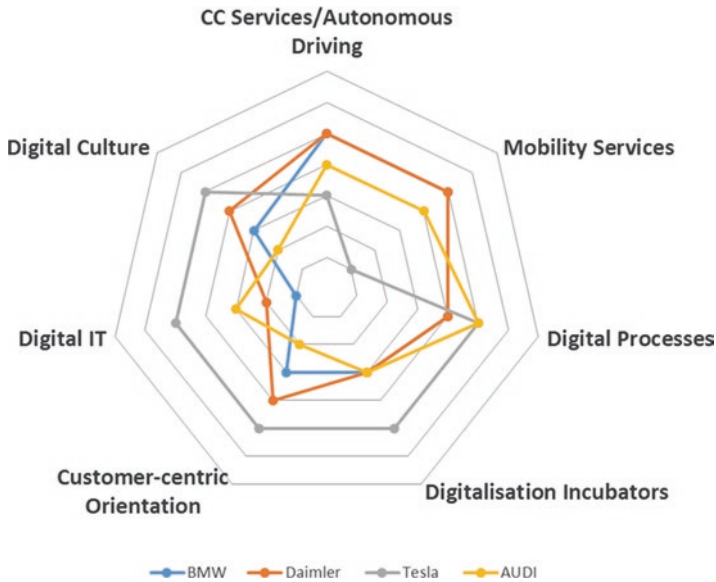 CC Services/Autonomous
Driving
Digital Culture
Mobility Services
Digital IT
Digital Processes
Customer-centric
Orientation
Digitalisation Incubators
BMW
Daimler
Tesla
AUDI